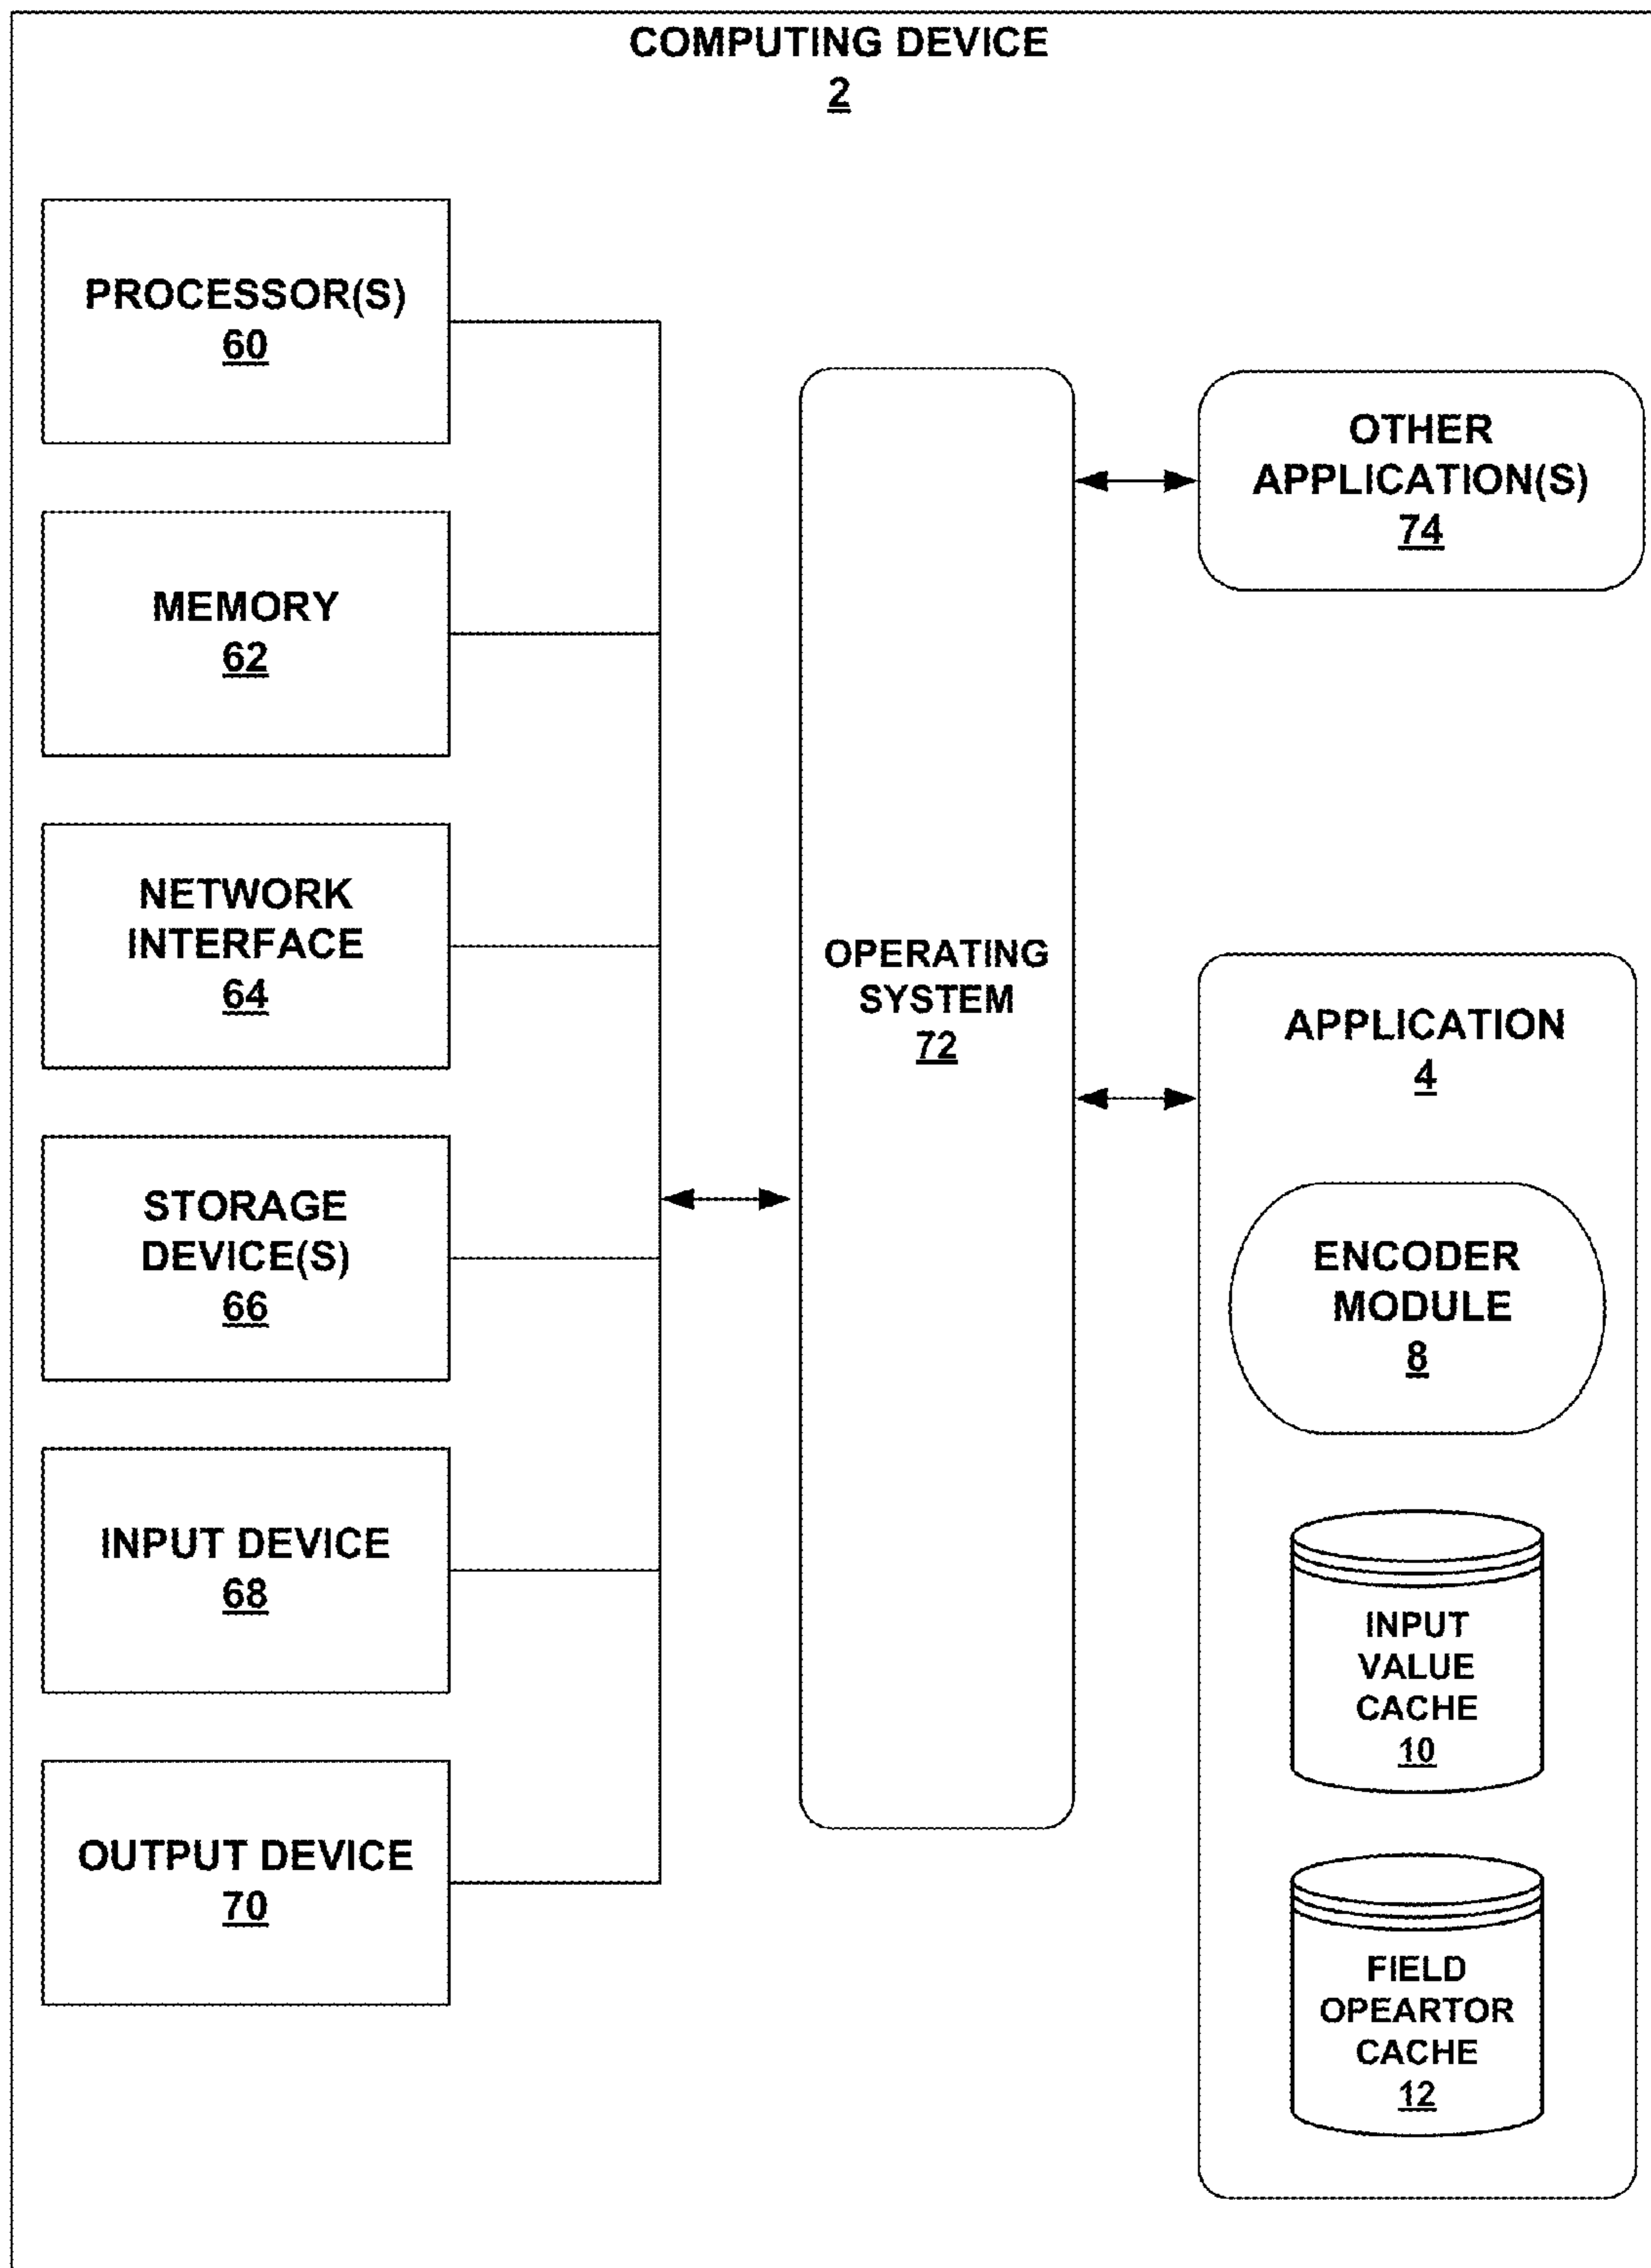 COMPUTING DEVICE
2
PROCESSOR(S)
60
MEMORY
62
NETWORK
INTERFACE
64
STORAGE
DEVICE(S)
66
INPUT DEVICE
68
OUTPUT DEVICE
70
OPERATING
SYSTEM
72
OTHER
APPLICATION(S)
74
APPLICATION
4
ENCODER
MODULE
8
INPUT
VALUE
CACHE
10
FIELD
OPEARTOR
CACHE
12